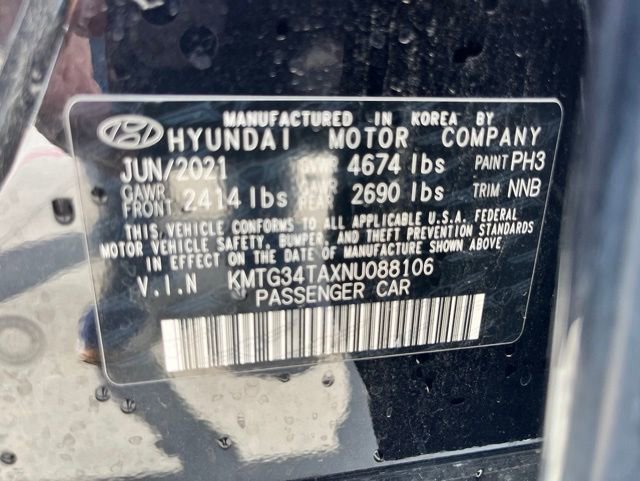 MANUFACTURED IN KOREA BY
HYUNDAI MOTOR COMPANY
JUN/2021 GVWR 4674 lbs PAINT PH3
GAWR FRONT 2414 lbs GAWR REAR 2690 lbs TRIM NNB
THIS VEHICLE CONFORMS TO ALL APPLICABLE U.S.A. FEDERAL
MOTOR VEHICLE SAFETY, BUMPER, AND THEFT PREVENTION STANDARDS
IN EFFECT ON THE DATE OF MANUFACTURE SHOWN ABOVE.
V.I.N KMTG34TAXNU088106
PASSENGER CAR